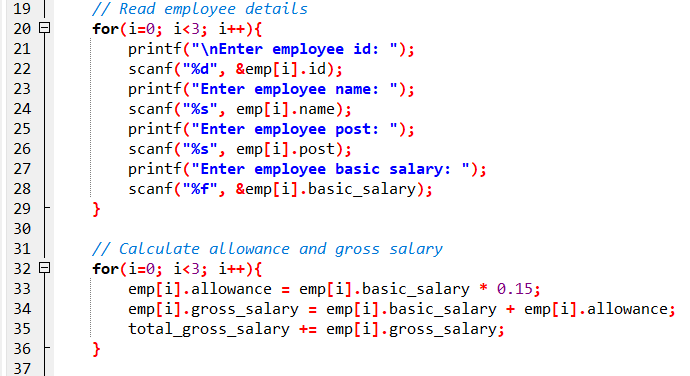 19 // Read employee details
20 for(i=0; i<3; i++){
21 printf("\nEnter employee id: ");
22 scanf("%d", &emp[i].id);
23 printf("Enter employee name: ");
24 scanf("%s", emp[i].name);
25 printf("Enter employee post: ");
26 scanf("%s", emp[i].post);
27 printf("Enter employee basic salary: ");
28 scanf("%f", &emp[i].basic_salary);
29 }
30
31 // Calculate allowance and gross salary
32 for(i=0; i<3; i++){
33 emp[i].allowance = emp[i].basic_salary * 0.15;
34 emp[i].gross_salary = emp[i].basic_salary + emp[i].allowance;
35 total_gross_salary += emp[i].gross_salary;
36 }
37